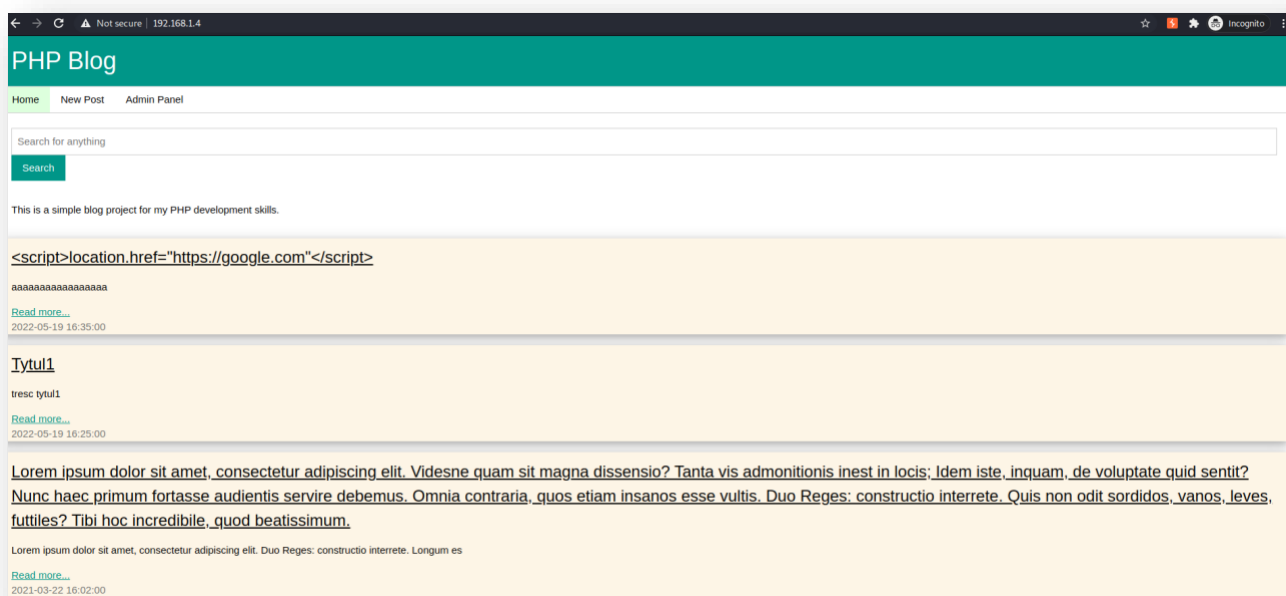 Not secure | 192.168.1.4
Incognito
PHP Blog
Home New Post Admin Panel
Search for anything
Search
This is a simple blog project for my PHP development skills.
<script>location.href="https://google.com"</script>
aaaaaaaaaaaaaaaaa
Read more...
2022-05-19 16:35:00
Tytul1
tresc tytul1
Read more...
2022-05-19 16:25:00
Lorem ipsum dolor sit amet, consectetur adipiscing elit. Videsne quam sit magna dissensio? Tanta vis admonitionis inest in locis; Idem iste, inquam, de voluptate quid sentit?
Nunc haec primum fortasse audientis servire debemus. Omnia contraria, quos etiam insanos esse vultis. Duo Reges: constructio interrete. Quis non odit sordidos, vanos, leves,
futtiles? Tibi hoc incredibile, quod beatissimum.
Lorem ipsum dolor sit amet, consectetur adipiscing elit. Duo Reges: constructio interrete. Longum es
Read more...
2021-03-22 16:02:00